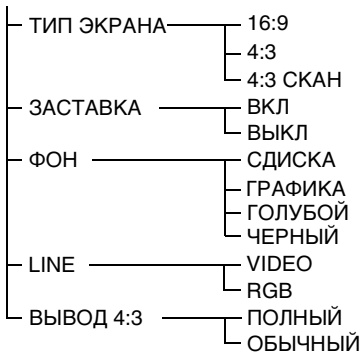 ТИП ЭКРАНА 16:9
4:3
4:3 СКАН
ЗАСТАВКА ВКЛ
ВЫКЛ
ФОН СДИСКА
ГРАФИКА
ГОЛУБОЙ
ЧЕРНЫЙ
LINE VIDEO
RGB
ВЫВОД 4:3 ПОЛНЫЙ
ОБЫЧНЫЙ